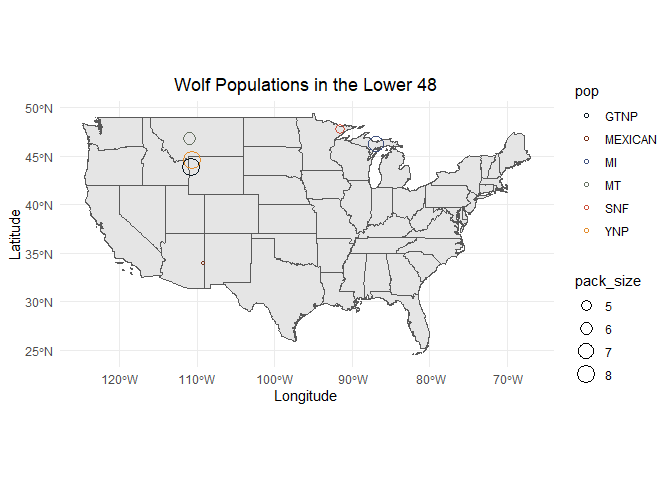 Wolf Populations in the Lower 48
50°N
45°N
40°N
35°N
30°N
25°N
Latitude
120°W 110°W 100°W 90°W 80°W 70°W
Longitude
pop
GTNP
MEXICAN
MI
MT
SNF
YNP
pack_size
5
6
7
8